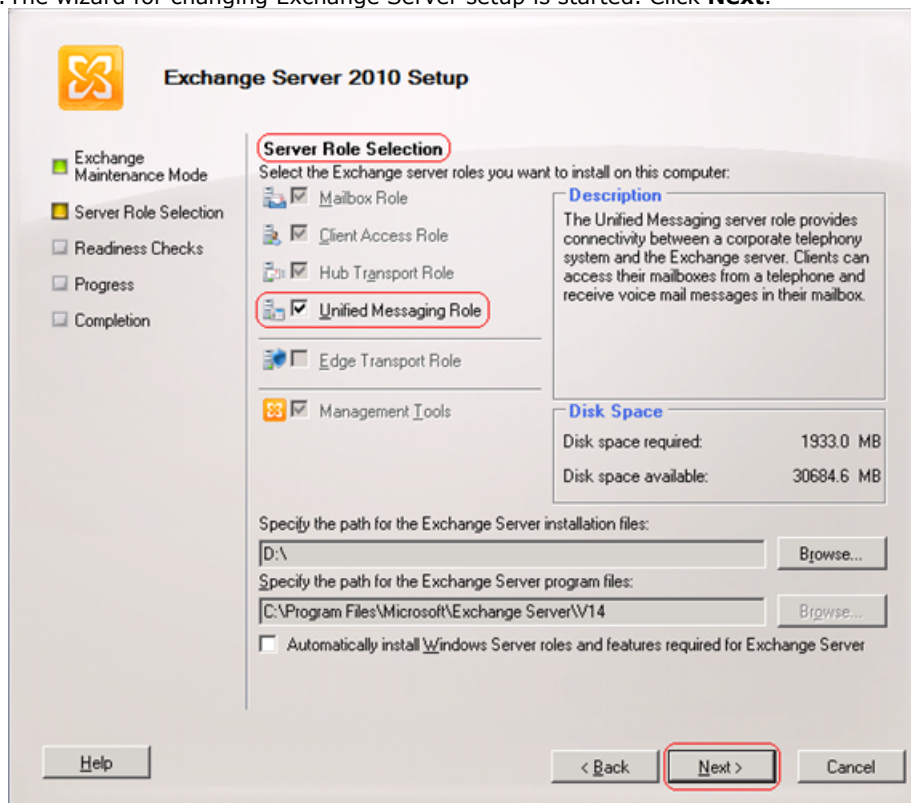 .The wizard for changing Exchange Server setup is started. Click Next.
Exchange Server 2010 Setup
Exchange
Maintenance Mode
Server Role Selection
Readiness Checks
Progress
Completion
Server Role Selection
Select the Exchange server roles you want to install on this computer:
Mailbox Role
Client Access Role
Hub Transport Role
Unified Messaging Role
Edge Transport Role
Management Tools
Description
The Unified Messaging server role provides
connectivity between a corporate telephony
system and the Exchange server. Clients can
access their mailboxes from a telephone and
receive voice mail messages in their mailbox.
Disk Space
Disk space required: 1933.0 MB
Disk space available: 30684.6 MB
Specify the path for the Exchange Server installation files:
D:\
Browse...
Specify the path for the Exchange Server program files:
C:\Program Files\Microsoft\Exchange Server\V14
Browse...
Automatically install Windows Server roles and features required for Exchange Server
Help
< Back
Next >
Cancel